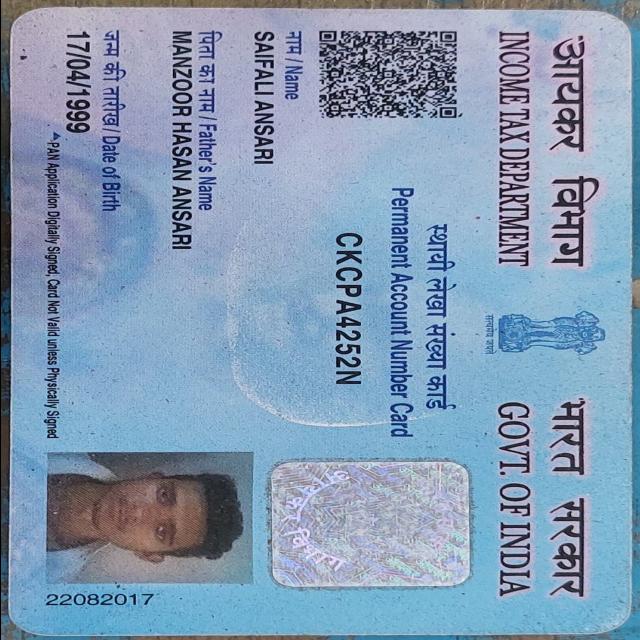 आयकर विभाग
INCOME TAX DEPARTMENT
सत्यमेव जयते
भारत सरकार
GOVT. OF INDIA
स्थायी लेखा संख्या कार्ड
Permanent Account Number Card
CKCPA4252N
नाम / Name
SAIFALI ANSARI
पिता का नाम / Father's Name
MANZOOR HASAN ANSARI
जन्म की तारीख / Date of Birth
17/04/1999
PAN Application Digitally Signed, Card Not Valid unless Physically Signed
22082017